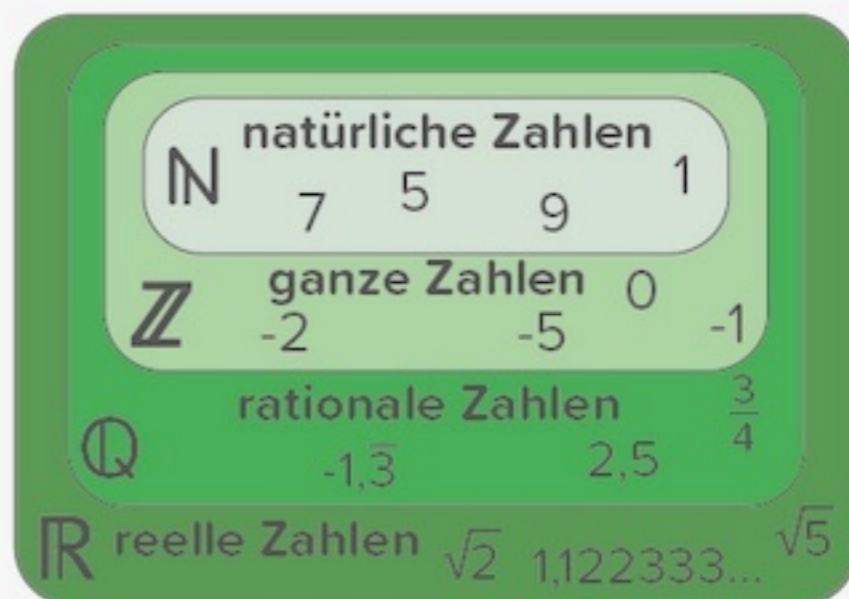 natürliche Zahlen
ℕ 7 5 9 1
ganze Zahlen 0
ℤ -2 -5 -1
rationale Zahlen 3/4
ℚ -1,3̅ 2,5
ℝ reelle Zahlen √2 1,122333... √5